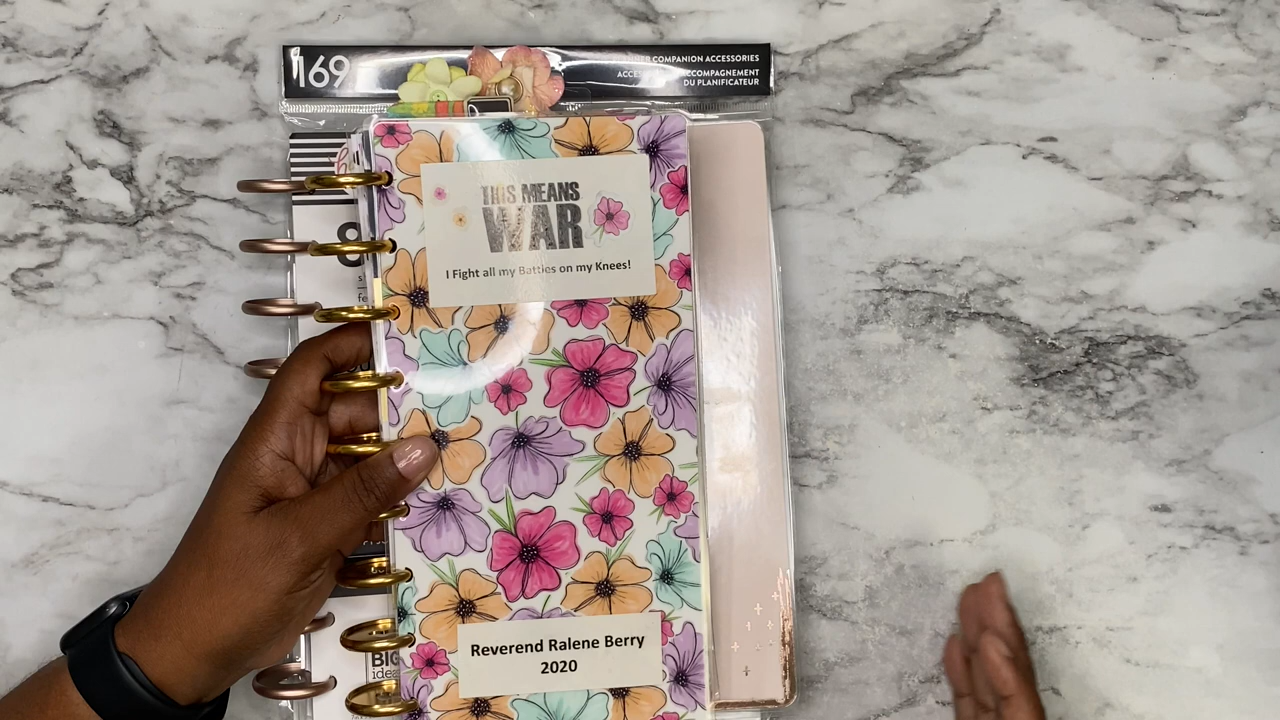 169
COMPANION ACCESSORIES
DU PLANIFICATEUR
8
THIS MEANS
WAR
I Fight all my Battles on my Knees!
Reverend Ralene Berry
2020
BIG